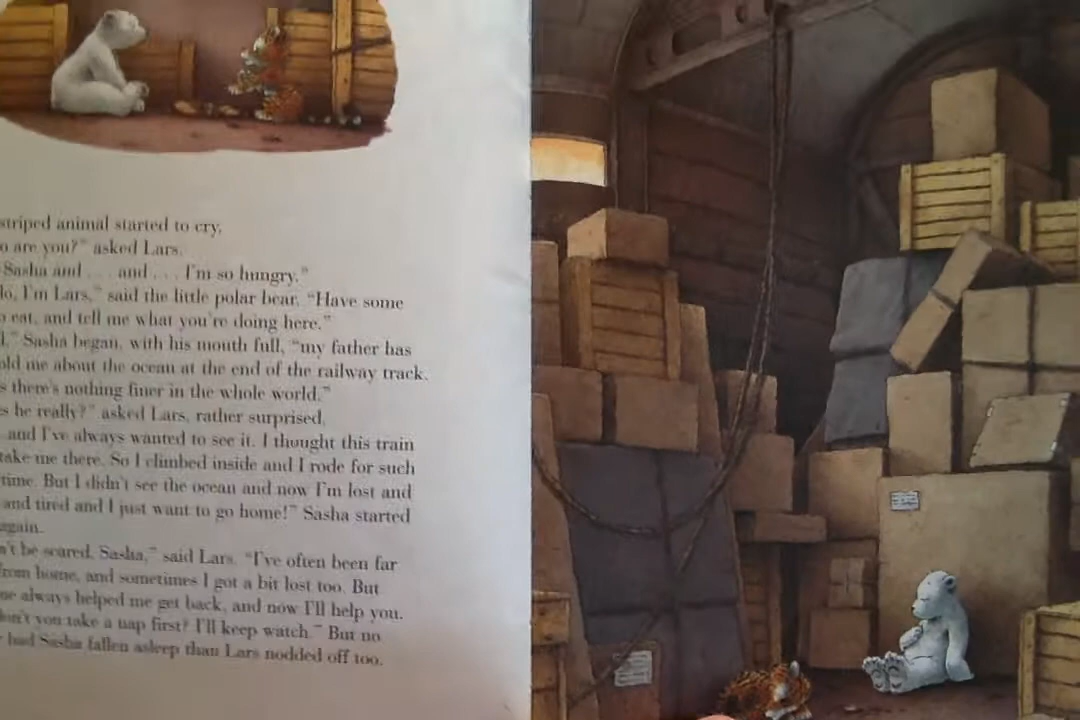 striped animal started to cry.
o are you?" asked Lars.
Sasha and . . . and . . . I'm so hungry."
lo, I'm Lars," said the little polar bear. "Have some
o eat, and tell me what you're doing here."
l," Sasha began, with his mouth full, "my father has
old me about the ocean at the end of the railway track.
s there's nothing finer in the whole world."
s he really?" asked Lars, rather surprised.
and I've always wanted to see it. I thought this train
take me there. So I climbed inside and I rode for such
time. But I didn't see the ocean and now I'm lost and
and tired and I just want to go home!" Sasha started
again.
n't be scared, Sasha," said Lars. "I've often been far
from home, and sometimes I got a bit lost too. But
ne always helped me get back, and now I'll help you.
don't you take a nap first? I'll keep watch." But no
r had Sasha fallen asleep than Lars nodded off too.